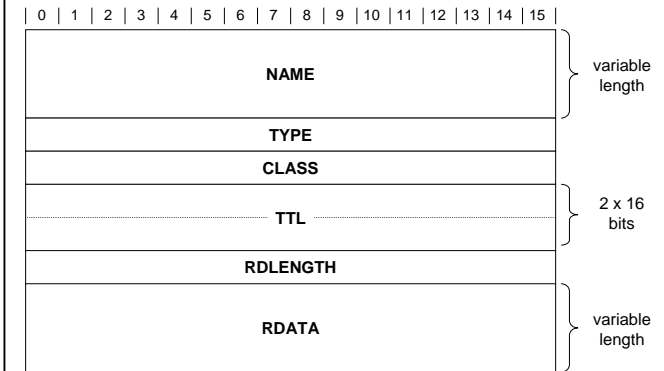 | 0 | 1 | 2 | 3 | 4 | 5 | 6 | 7 | 8 | 9 | 10 | 11 | 12 | 13 | 14 | 15 |
NAME
variable
length
TYPE
CLASS
TTL
2 x 16
bits
RDLENGTH
RDATA
variable
length